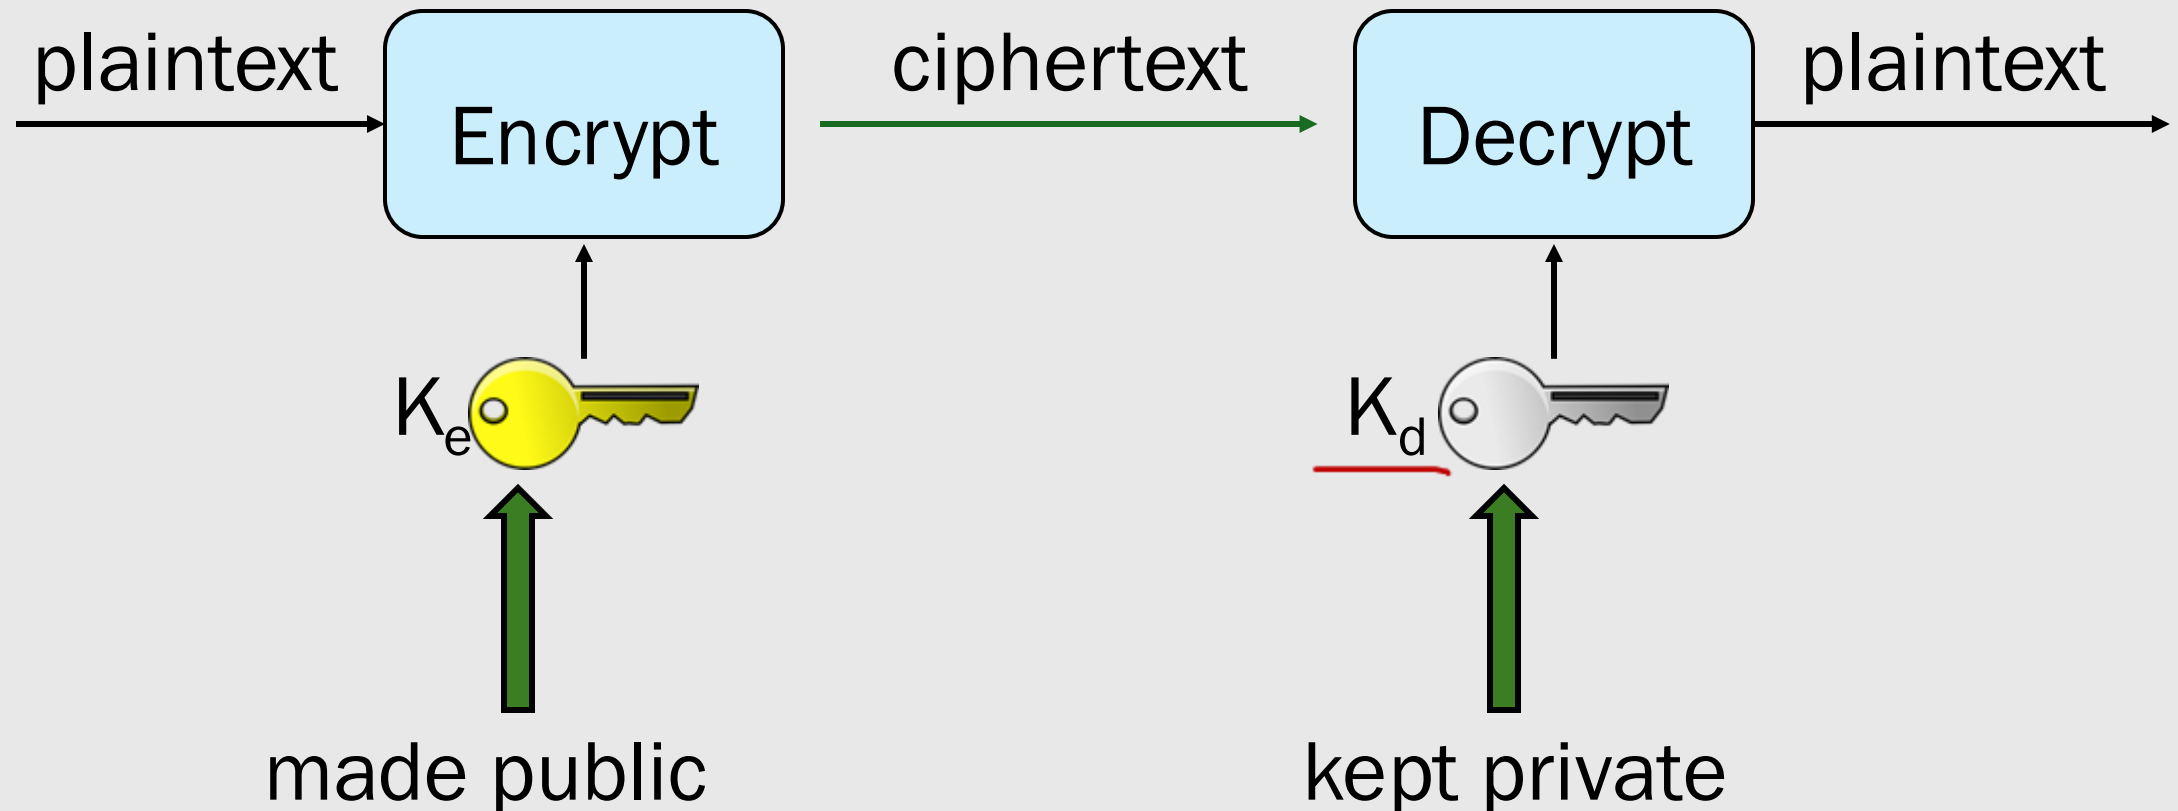 plaintext
Encrypt
ciphertext
Decrypt
plaintext
Ke
Kd
made public
kept private